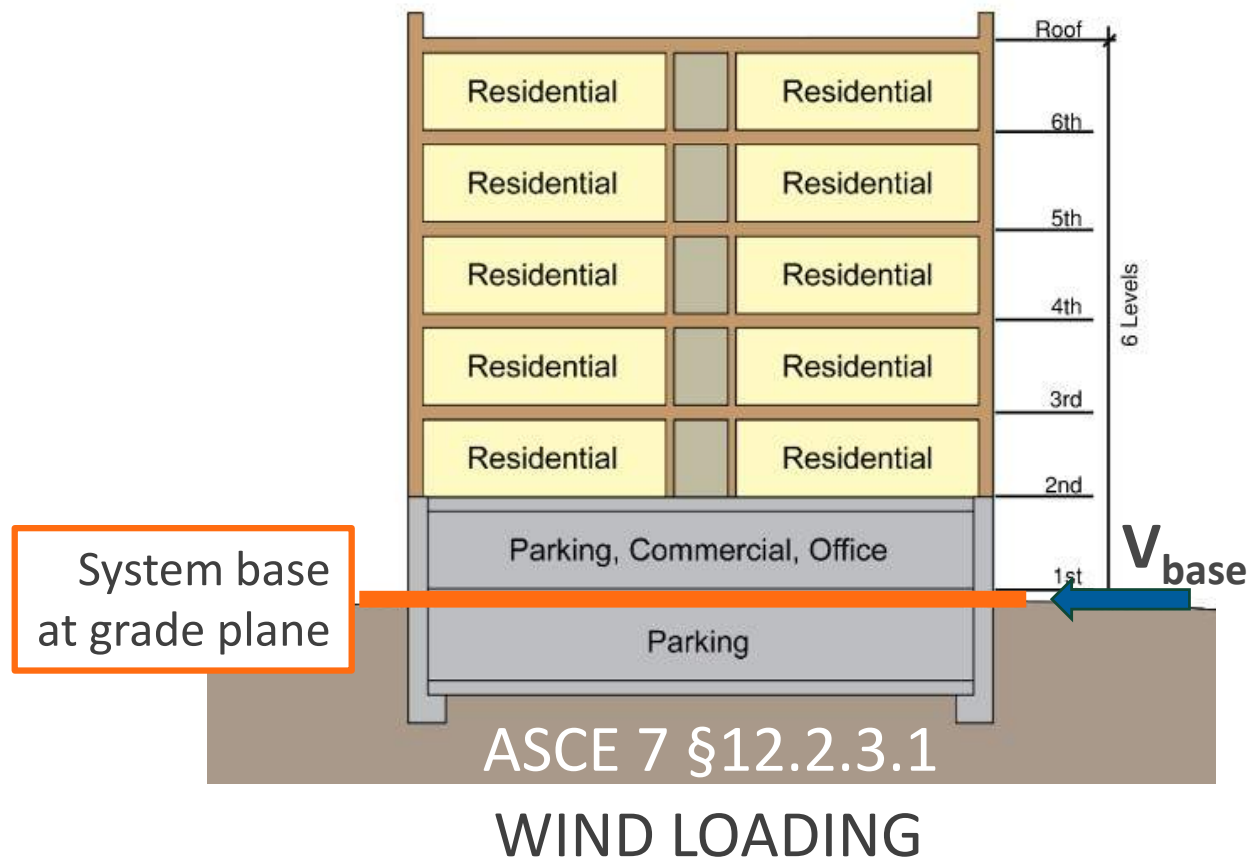 Roof
Residential Residential
6th
Residential Residential
5th
Residential Residential
4th
6 Levels
Residential Residential
3rd
Residential Residential
2nd
Parking, Commercial, Office
1st
Vbase
System base
at grade plane
Parking
ASCE 7 §12.2.3.1
WIND LOADING